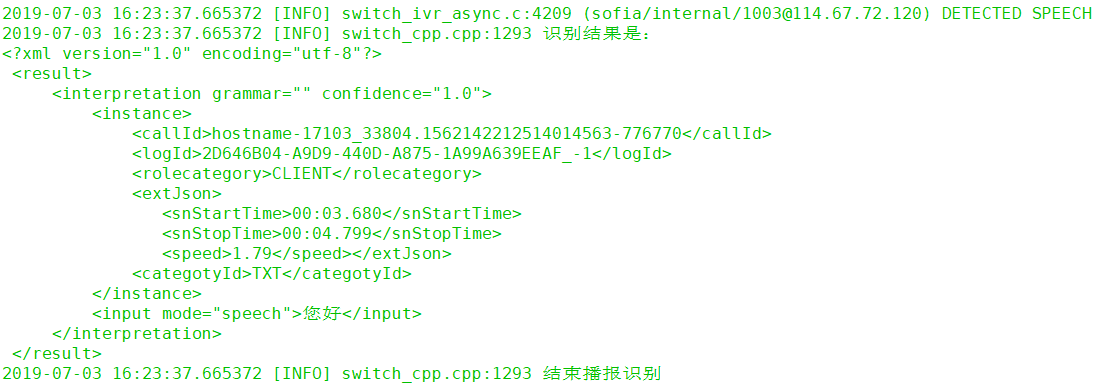 2019-07-03 16:23:37.665372 [INFO] switch_ivr_async.c:4209 (sofia/internal/1003@114.67.72.120) DETECTED SPEECH
2019-07-03 16:23:37.665372 [INFO] switch_cpp.cpp:1293 识别结果是：
<?xml version="1.0" encoding="utf-8"?>
<result>
<interpretation grammar="" confidence="1.0">
<instance>
<callId>hostname-17103_33804.1562142212514014563-776770</callId>
<logId>2D646B04-A9D9-440D-A875-1A99A639EEAF_-1</logId>
<rolecategory>CLIENT</rolecategory>
<extJson>
<snStartTime>00:03.680</snStartTime>
<snStopTime>00:04.799</snStopTime>
<speed>1.79</speed></extJson>
<categotyId>TXT</categotyId>
</instance>
<input mode="speech">您好</input>
</interpretation>
</result>
2019-07-03 16:23:37.665372 [INFO] switch_cpp.cpp:1293 结束播报识别